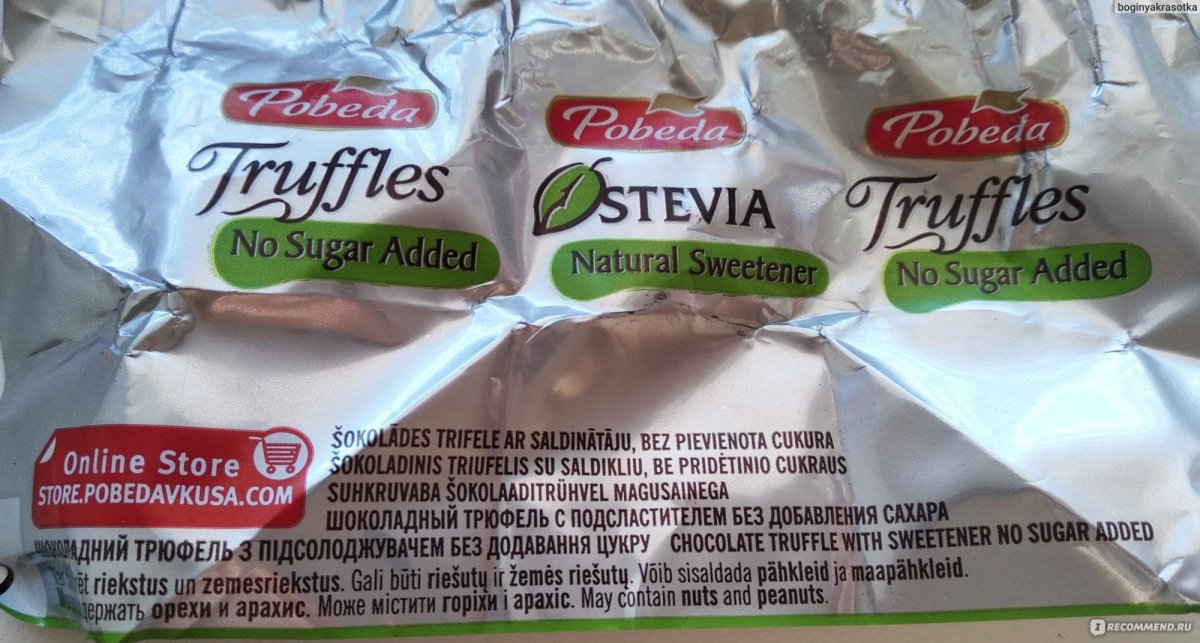 boginyakrasotka
Pobeda
Truffles
No Sugar Added
Pobeda
STEVIA
Natural Sweetener
Pobeda
Truffles
No Sugar Added
Online Store
STORE.POBEDAVKUSA.COM
ŠOKOLĀDES TRIFELE AR SALDINĀTĀJU, BEZ PIEVIENOTA CUKURA
ŠOKOLADINIS TRIUFELIS SU SALDIKLIU, BE PRIDĖTINIO CUKRAUS
SUHKRUVABA ŠOKOLAADITRÜHVEL MAGUSAINEGA
ШОКОЛАДНЫЙ ТРЮФЕЛЬ С ПОДСЛАСТИТЕЛЕМ БЕЗ ДОБАВЛЕНИЯ САХАРА
ШОКОЛАДНИЙ ТРЮФЕЛЬ З ПІДСОЛОДЖУВАЧЕМ БЕЗ ДОДАВАННЯ ЦУКРУ CHOCOLATE TRUFFLE WITH SWEETENER NO SUGAR ADDED
riekstus un zemesriekstus. Gali būti riešutų ir žemės riešutų. Võib sisaldada pähkleid ja maapähkleid.
орехи и арахис. Може містити горіхи і арахіс. May contain nuts and peanuts.
IRECOMMEND.RU